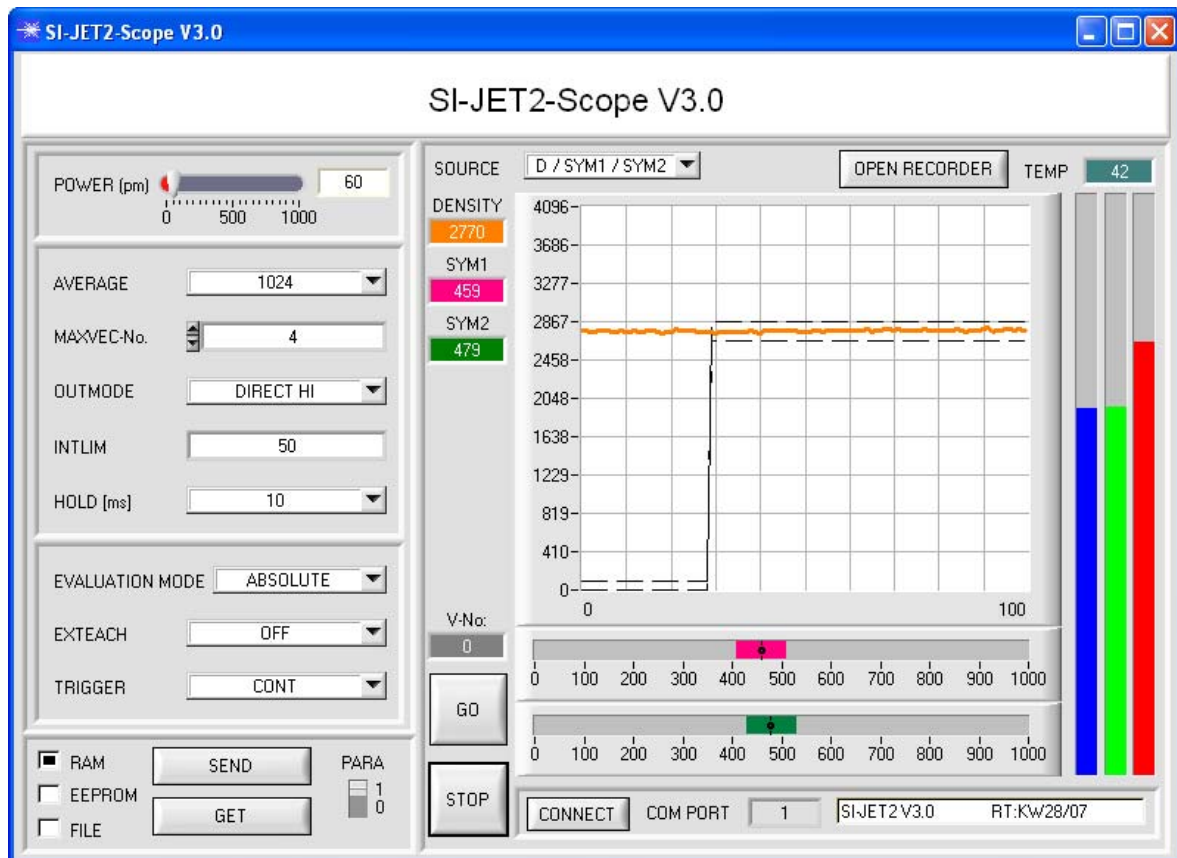 SI-JET2-Scope V3.0
SI-JET2-Scope V3.0
POWER (pm)
60
0 500 1000
AVERAGE 1024
MAXVEC-No. 4
OUTMODE DIRECT HI
INTLIM 50
HOLD [ms] 10
EVALUATION MODE ABSOLUTE
EXTEACH OFF
TRIGGER CONT
RAM
EEPROM
FILE
SEND
GET
PARA
1
0
SOURCE D / SYM1 / SYM2 OPEN RECORDER TEMP 42
DENSITY
2770
SYM1
459
SYM2
479
4096
3686
3277
2867
2458
2048
1638
1229
819
410
0
0 100
V-No:
0
0 100 200 300 400 500 600 700 800 900 1000
GO
0 100 200 300 400 500 600 700 800 900 1000
STOP
CONNECT COM PORT 1 SI-JET2 V3.0 RT:KW28/07